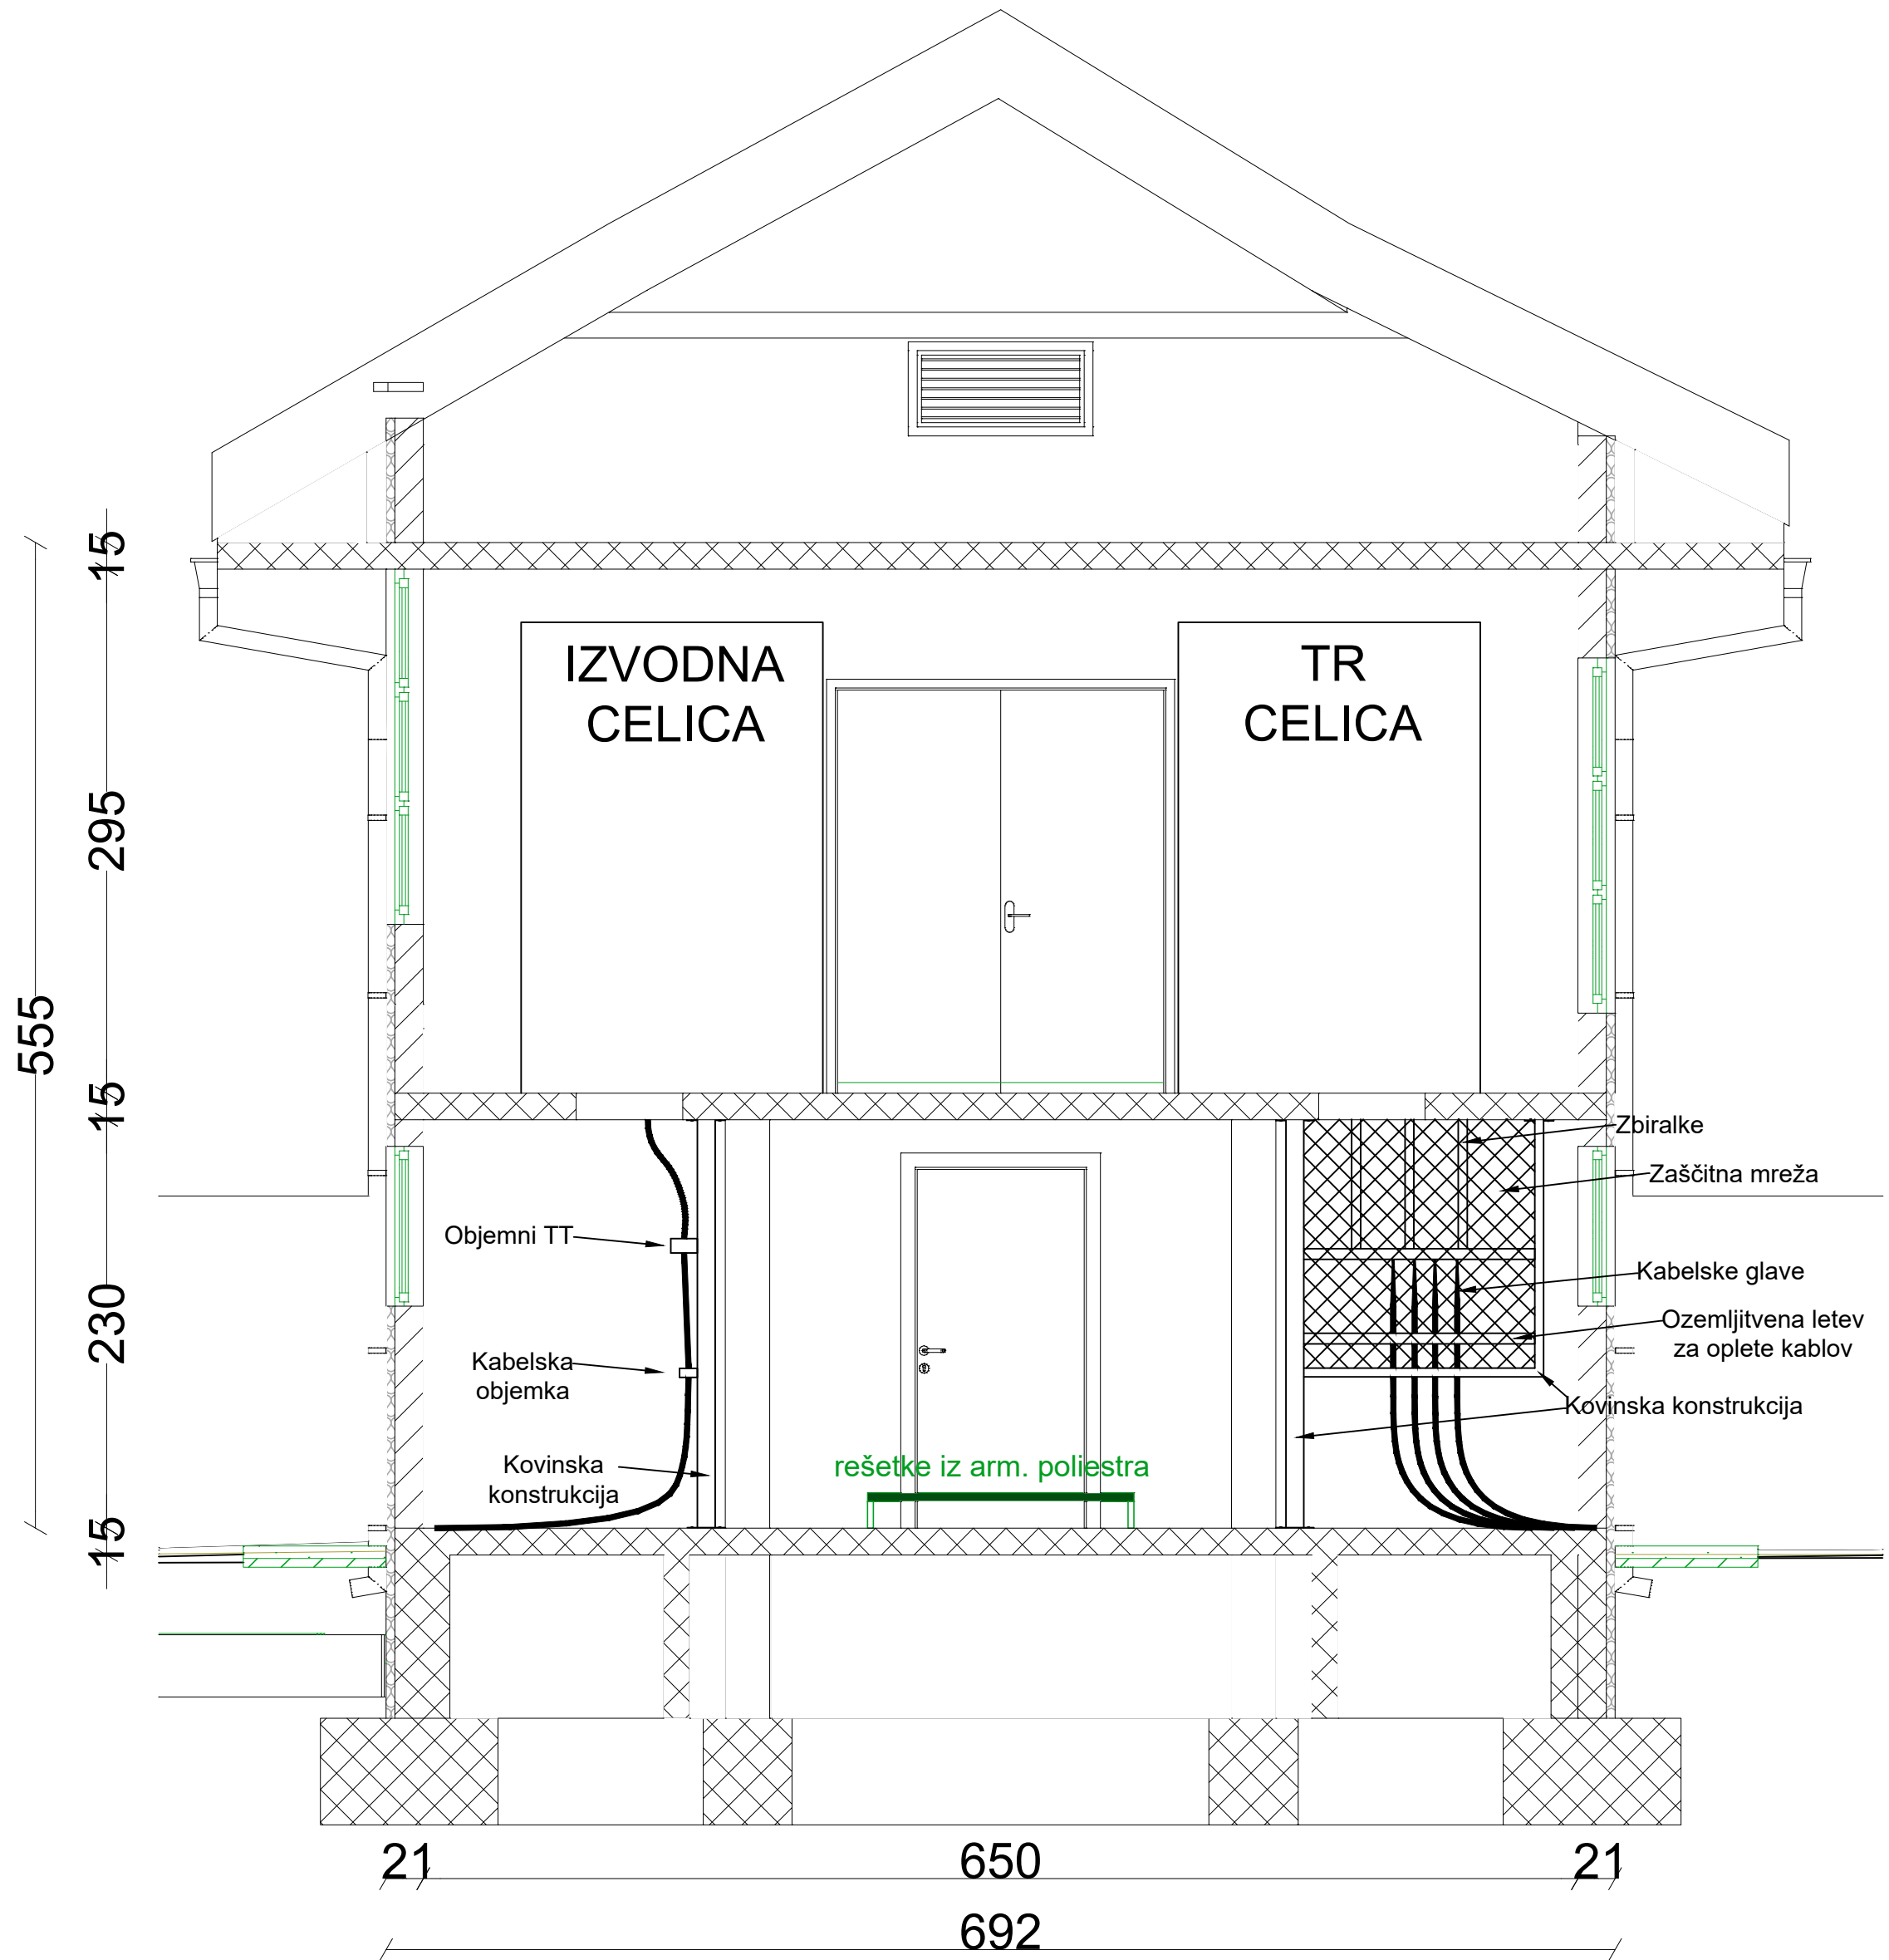 IZVODNA
CELICA
TR
CELICA
15
295
555
15
230
15
Zbiralke
Zaščitna mreža
Objemni TT
Kabelske glave
Ozemljitvena letev
za oplete kablov
Kabelska
objemka
Kovinska konstrukcija
Kovinska
konstrukcija
rešetke iz arm. poliestra
21
650
21
692